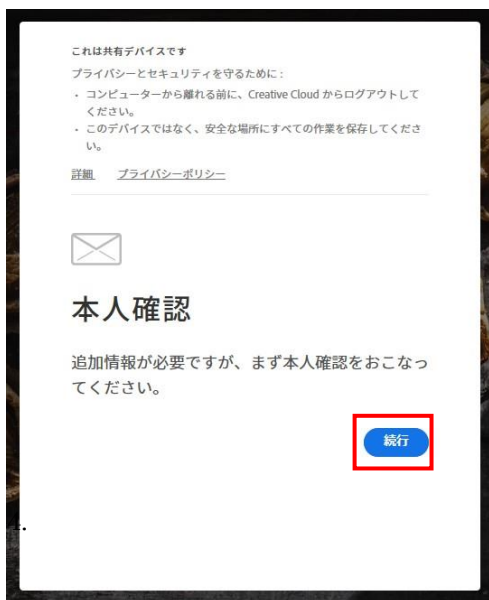 これは共有デバイスです
プライバシーとセキュリティを守るために :
・ コンピューターから離れる前に、Creative Cloud からログアウトして
ください。
・ このデバイスではなく、安全な場所にすべての作業を保存してくださ
い。
詳細 プライバシーポリシー
本人確認
追加情報が必要ですが、まず本人確認をおこなっ
てください。
続行